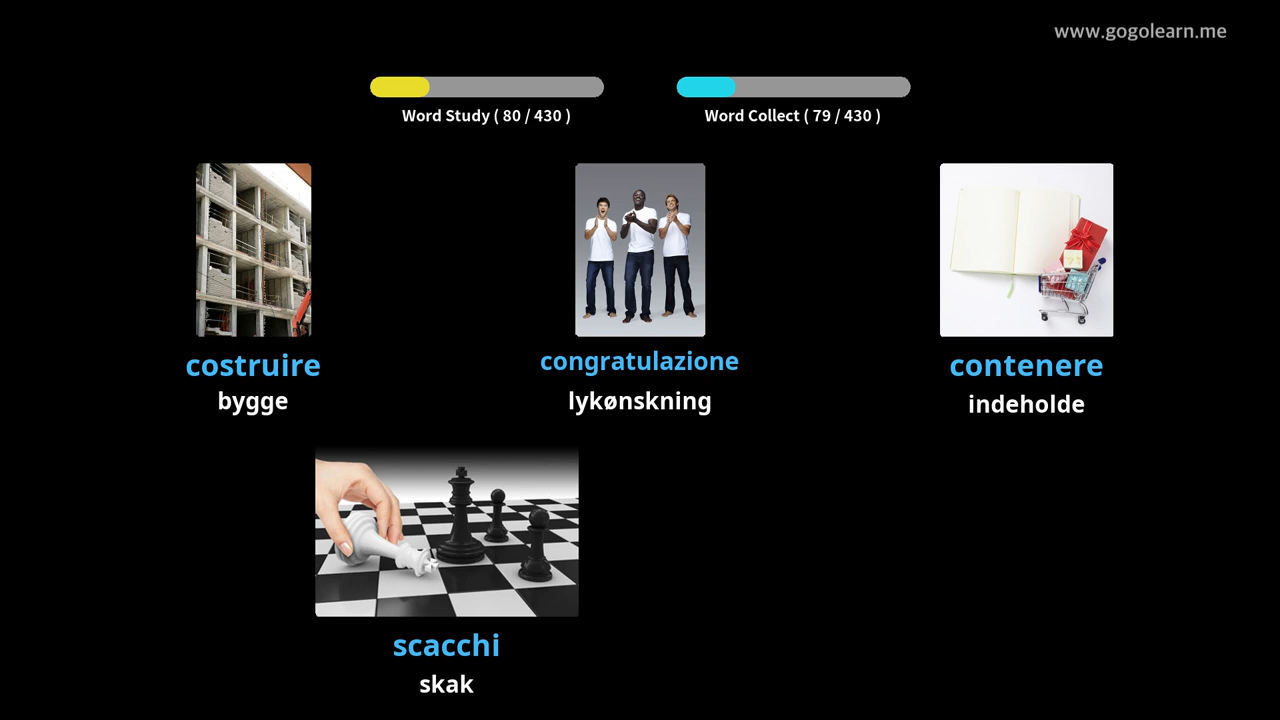 www.gogolearn.me
Word Study ( 80 / 430 )
Word Collect ( 79 / 430 )
costruire
bygge
congratulazione
lykønskning
contenere
indeholde
scacchi
skak